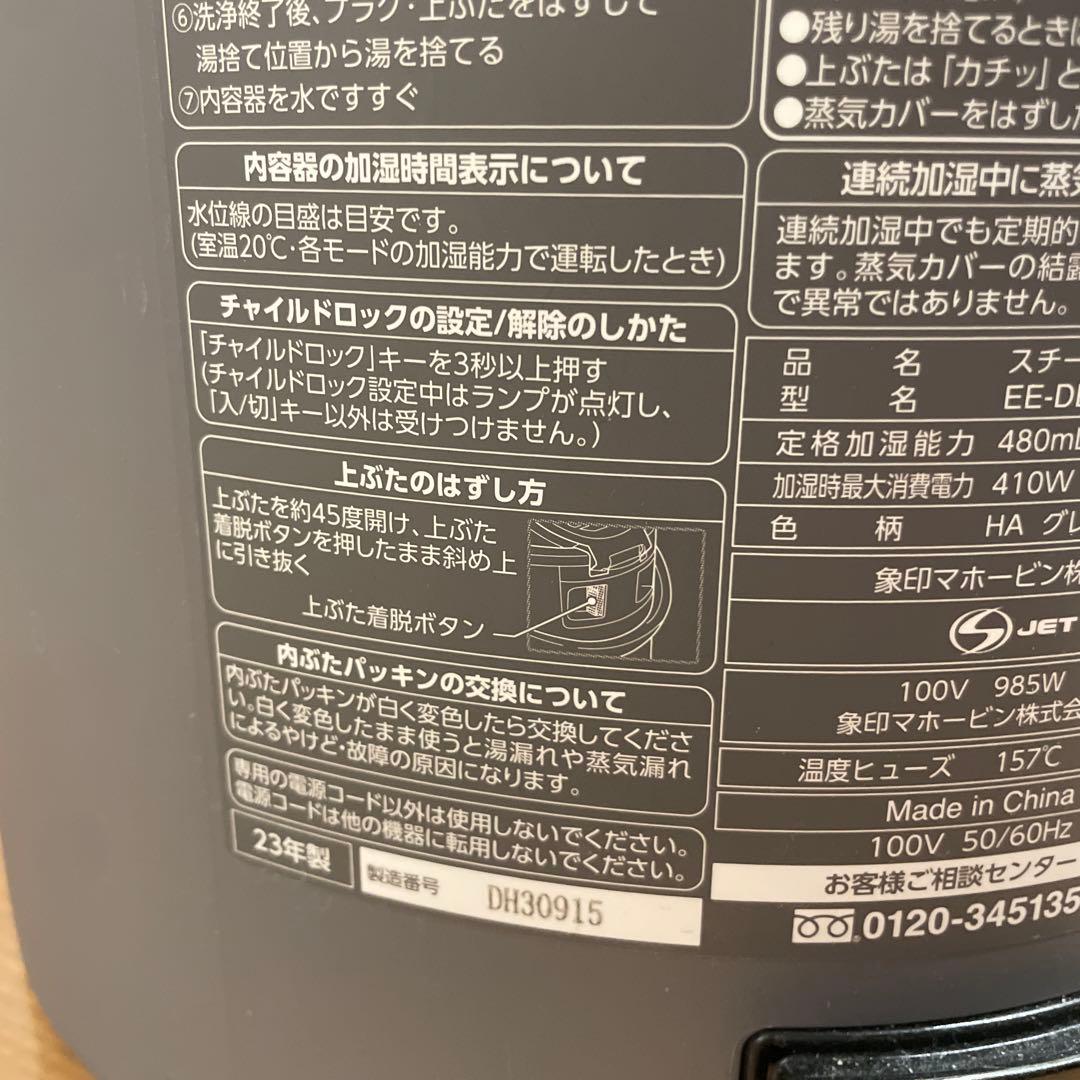 ⑥洗浄終了後、プラグ・上ぶたをはずして
湯捨て位置から湯を捨てる
⑦内容器を水ですすぐ
内容器の加湿時間表示について
水位線の目盛は目安です。
(室温20℃・各モードの加湿能力で運転したとき)
チャイルドロックの設定/解除のしかた
「チャイルドロック」キーを3秒以上押す
(チャイルドロック設定中はランプが点灯し、
「入/切」キー以外は受けつけません。)
上ぶたのはずし方
上ぶたを約45度開け、上ぶた
着脱ボタンを押したまま斜め上
に引き抜く
上ぶた着脱ボタン
内ぶたパッキンの交換について
内ぶたパッキンが白く変色したら交換してくださ
い。白く変色したまま使うと湯漏れや蒸気漏れ
によるやけど・故障の原因になります。
専用の電源コード以外は使用しないでください。
電源コードは他の機器に転用しないでください。
23年製
製造番号 DH30915
●残り湯を捨てるときは
●上ぶたは「カチッ」と
●蒸気カバーをはずした
連続加湿中に蒸気
連続加湿中でも定期的
ます。蒸気カバーの結露
で異常ではありません。
品名 スチー
型名 EE-D
定格加湿能力 480m
加湿時最大消費電力 410W
色柄 HA グレ
象印マホービン株
JET
100V 985W
象印マホービン株式会
温度ヒューズ 157℃
Made in China
100V 50/60Hz
お客様ご相談センター
0120-345135